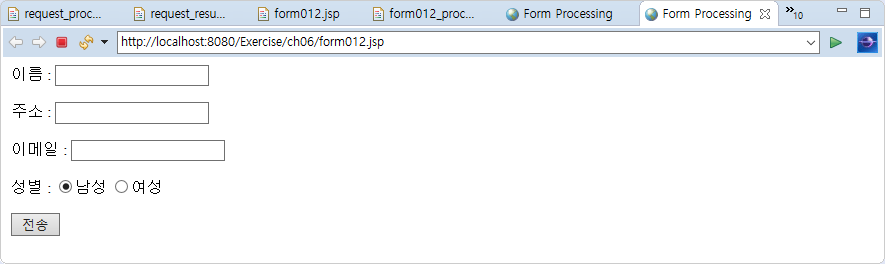 request_proc... request_resu... form012.jsp form012_proc... Form Processing Form Processing »10
http://localhost:8080/Exercise/ch06/form012.jsp
이름 :
주소 :
이메일 :
성별 : 남성 여성
전송